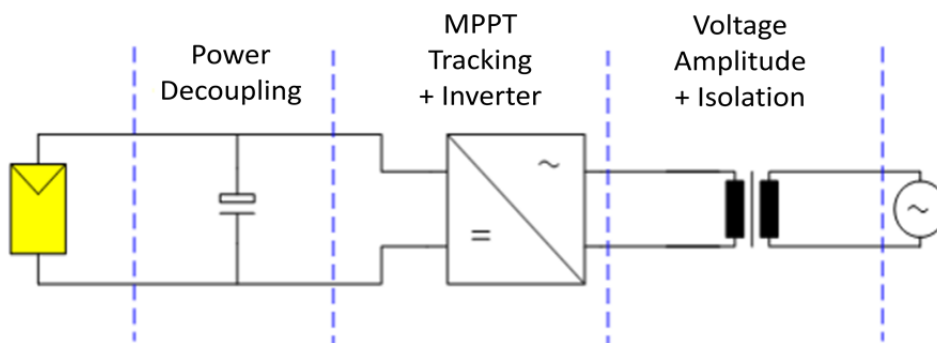 Power
Decoupling
MPPT
Tracking
+ Inverter
Voltage
Amplitude
+ Isolation
~
=
~